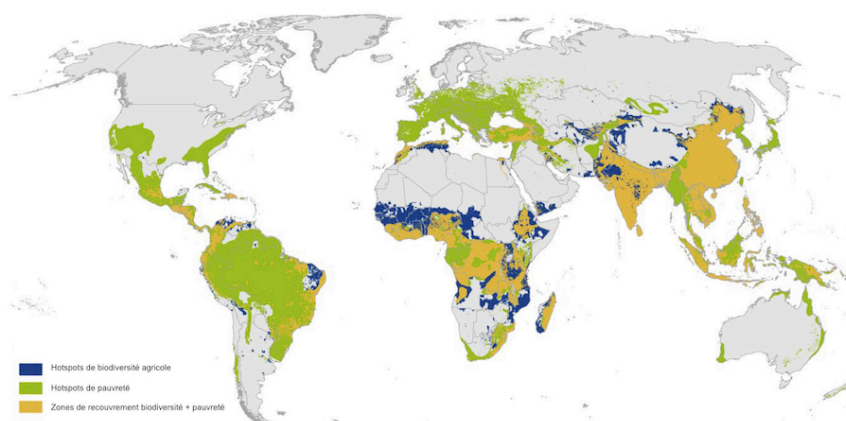 Hotspots de biodiversité agricole
Hotspots de pauvreté
Zones de recouvrement biodiversité + pauvreté